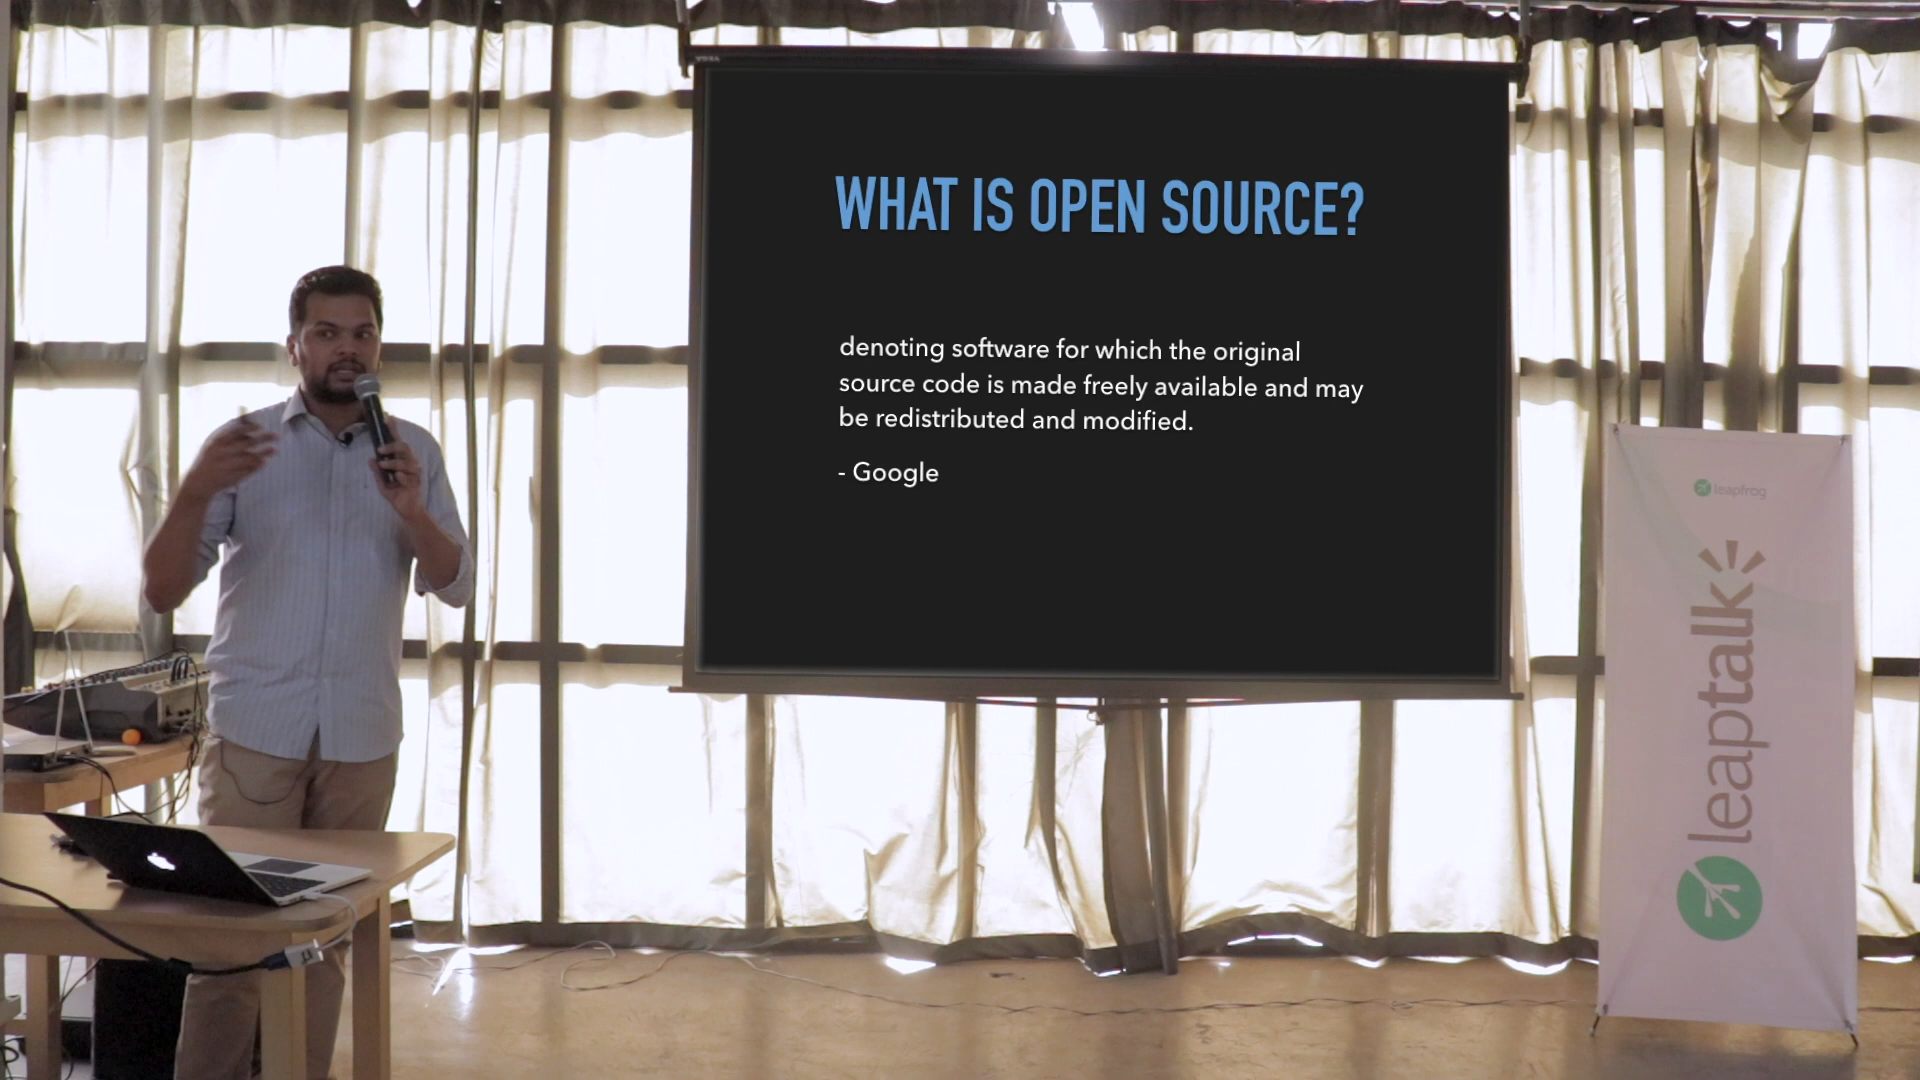 WHAT IS OPEN SOURCE?
denoting software for which the original
source code is made freely available and may
be redistributed and modified.
- Google
leapfrog
leaptalk